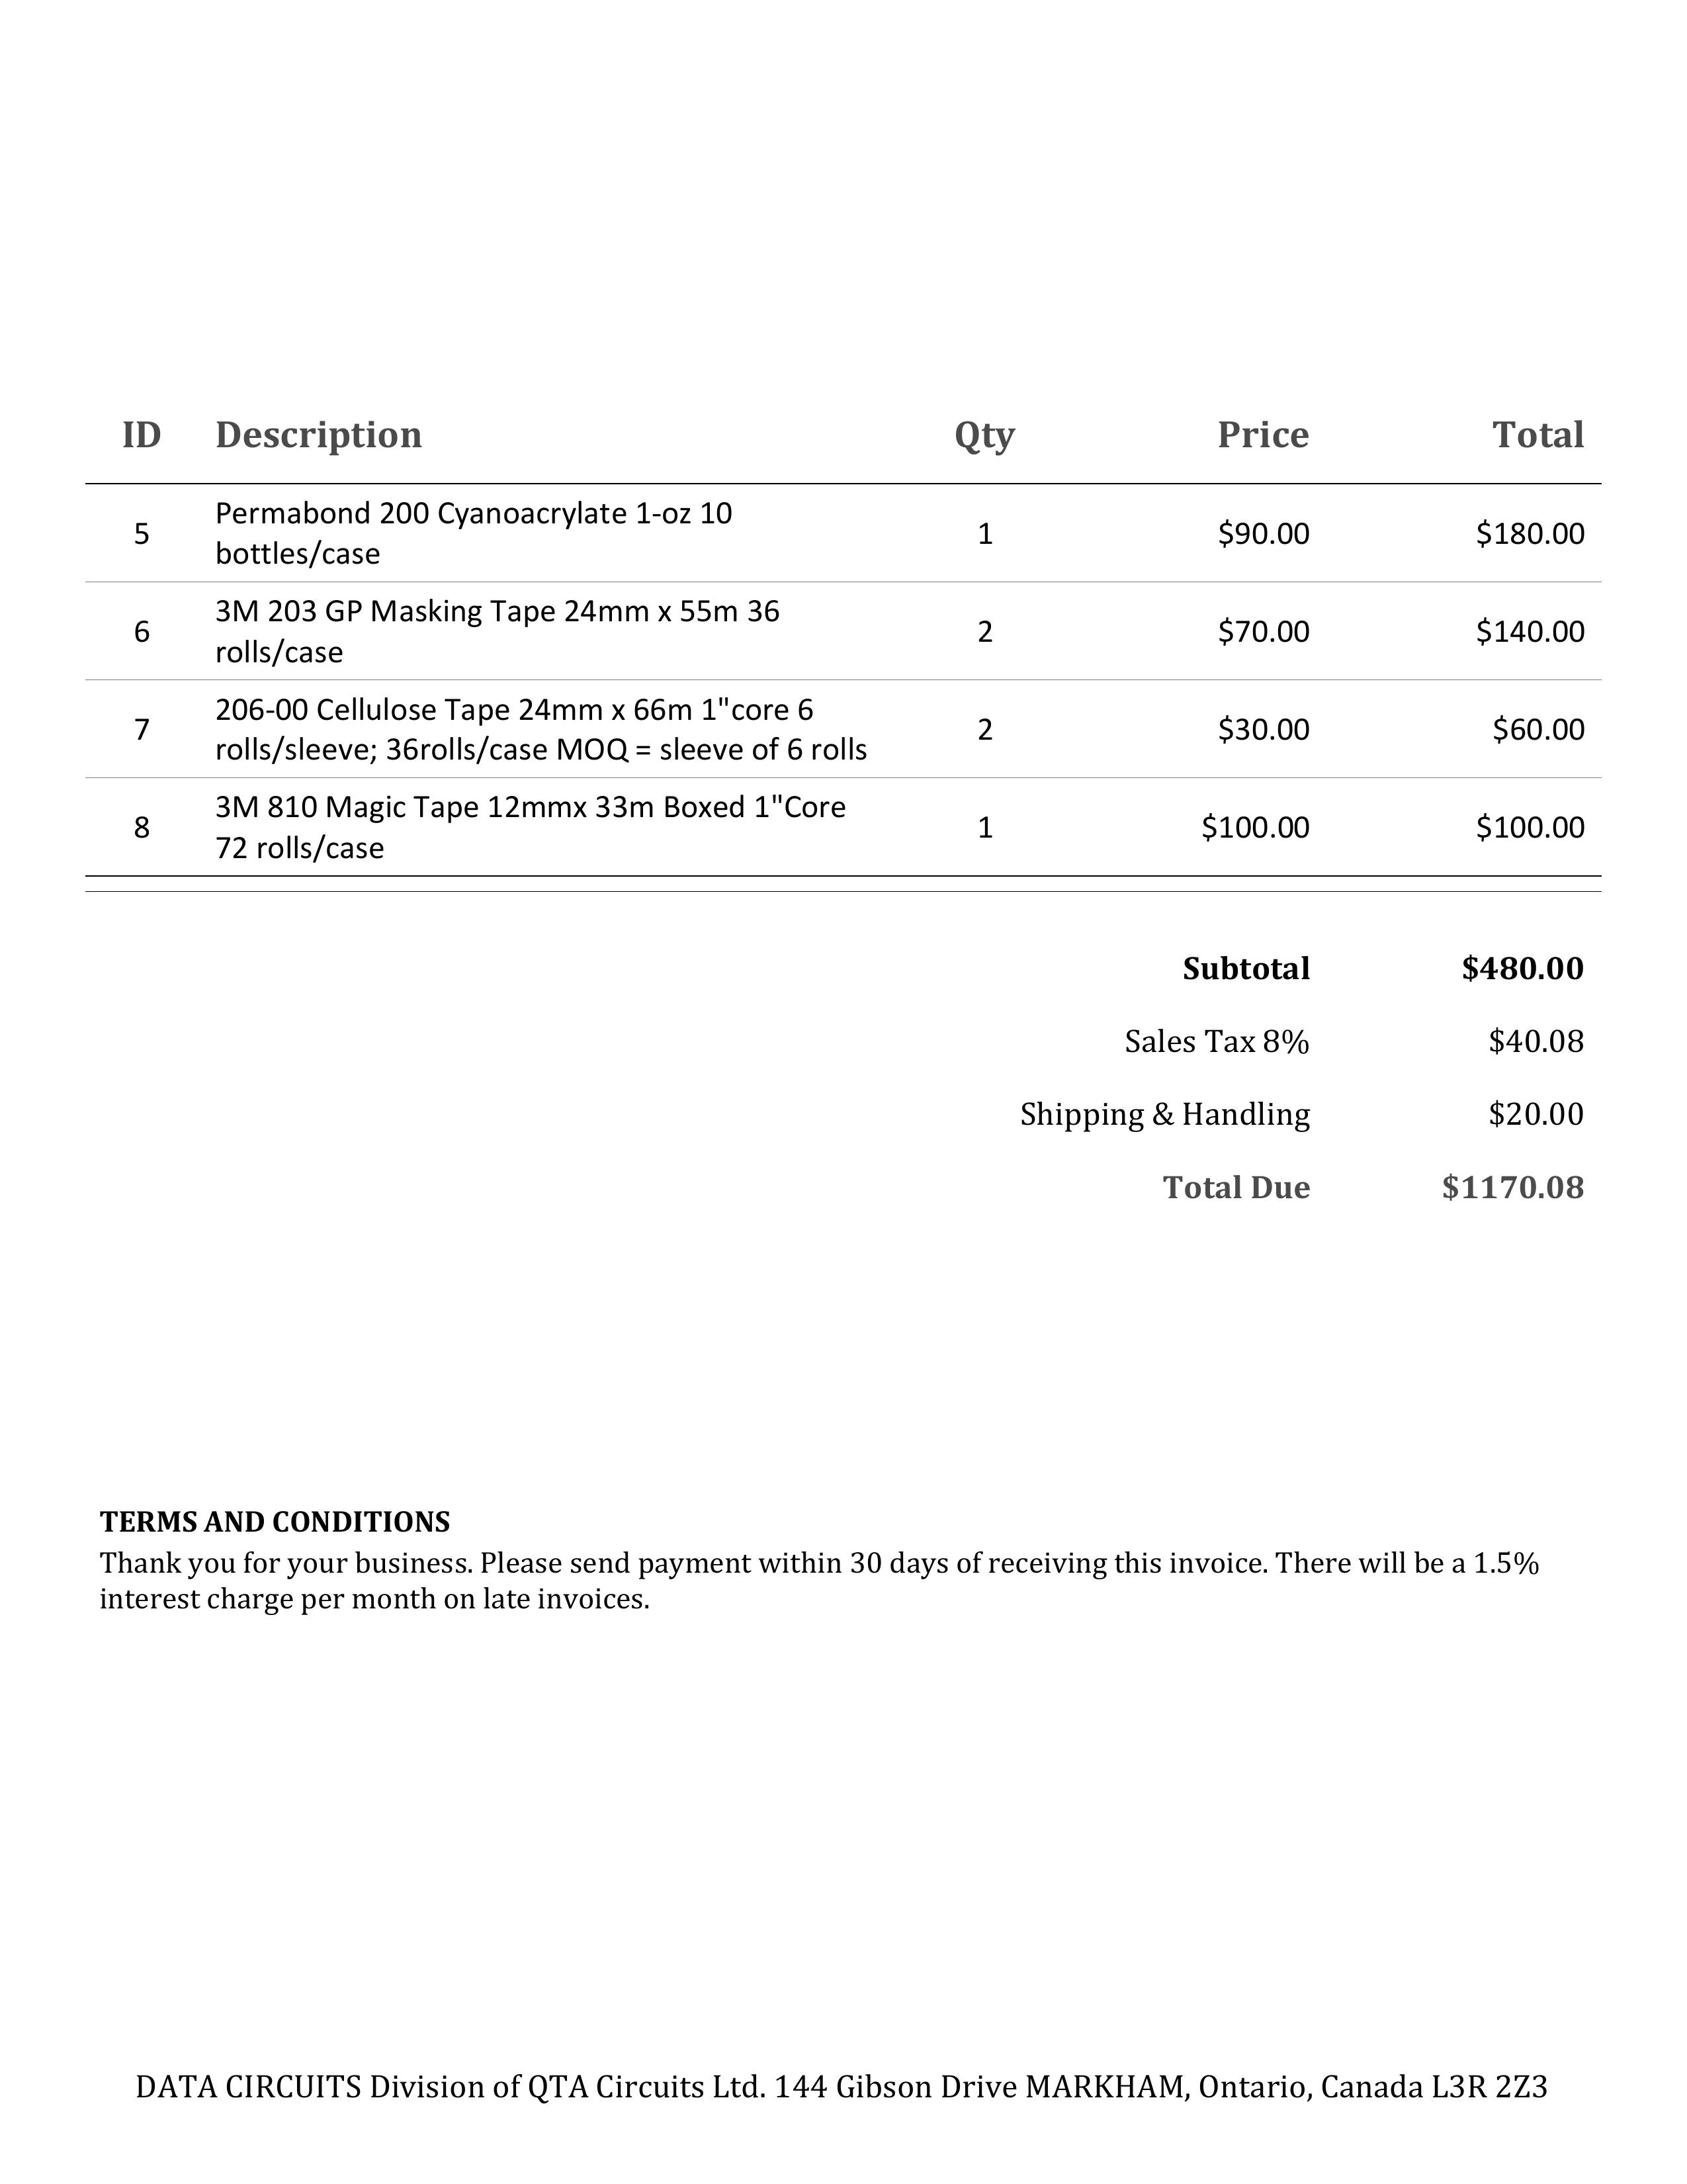 ID Description Qty Price Total
5 Permabond 200 Cyanoacrylate 1-oz 10
bottles/case 1 $90.00 $180.00
6 3M 203 GP Masking Tape 24mm x 55m 36
rolls/case 2 $70.00 $140.00
7 206-00 Cellulose Tape 24mm x 66m 1"core 6
rolls/sleeve; 36rolls/case MOQ = sleeve of 6 rolls 2 $30.00 $60.00
8 3M 810 Magic Tape 12mmx 33m Boxed 1"Core
72 rolls/case 1 $100.00 $100.00
Subtotal $480.00
Sales Tax 8% $40.08
Shipping & Handling $20.00
Total Due $1170.08
TERMS AND CONDITIONS
Thank you for your business. Please send payment within 30 days of receiving this invoice. There will be a 1.5%
interest charge per month on late invoices.
DATA CIRCUITS Division of QTA Circuits Ltd. 144 Gibson Drive MARKHAM, Ontario, Canada L3R 2Z3